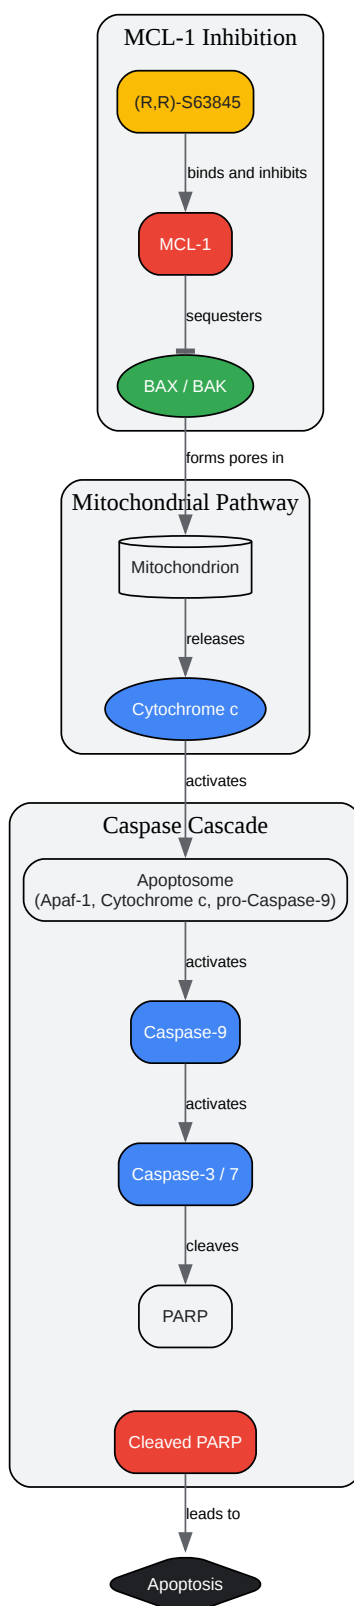 MCL-1 Inhibition
(R,R)-S63845
binds and inhibits
MCL-1
sequesters
BAX / BAK
forms pores in
Mitochondrial Pathway
Mitochondrion
releases
Cytochrome c
activates
Caspase Cascade
Apoptosome
(Apaf-1, Cytochrome c, pro-Caspase-9)
activates
Caspase-9
activates
Caspase-3 / 7
cleaves
PARP
Cleaved PARP
leads to
Apoptosis